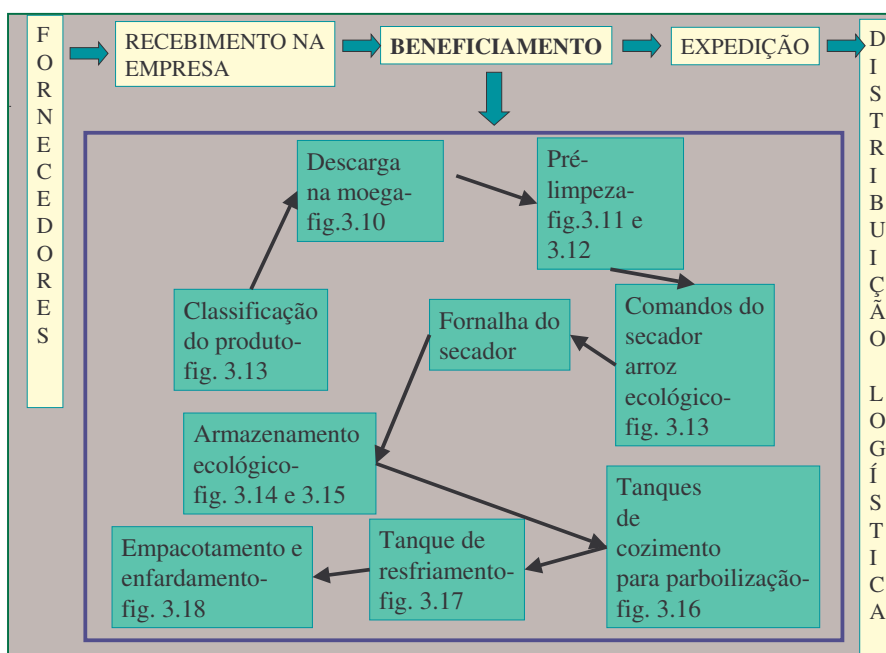 FORNECEDORES
RECEBIMENTO NA
EMPRESA
BENEFICIAMENTO
EXPEDIÇÃO
DISTRIBUIÇÃO LOGÍSTICA
Descarga
na moega-
fig.3.10
Pré-
limpeza-
fig.3.11 e
3.12
Classificação
do produto-
fig. 3.13
Fornalha do
secador
Comandos do
secador
arroz
ecológico-
fig. 3.13
Armazenamento
ecológico-
fig. 3.14 e 3.15
Tanques
de
cozimento
para parboilização-
fig. 3.16
Empacotamento e
enfardamento-
fig. 3.18
Tanque de
resfriamento-
fig. 3.17